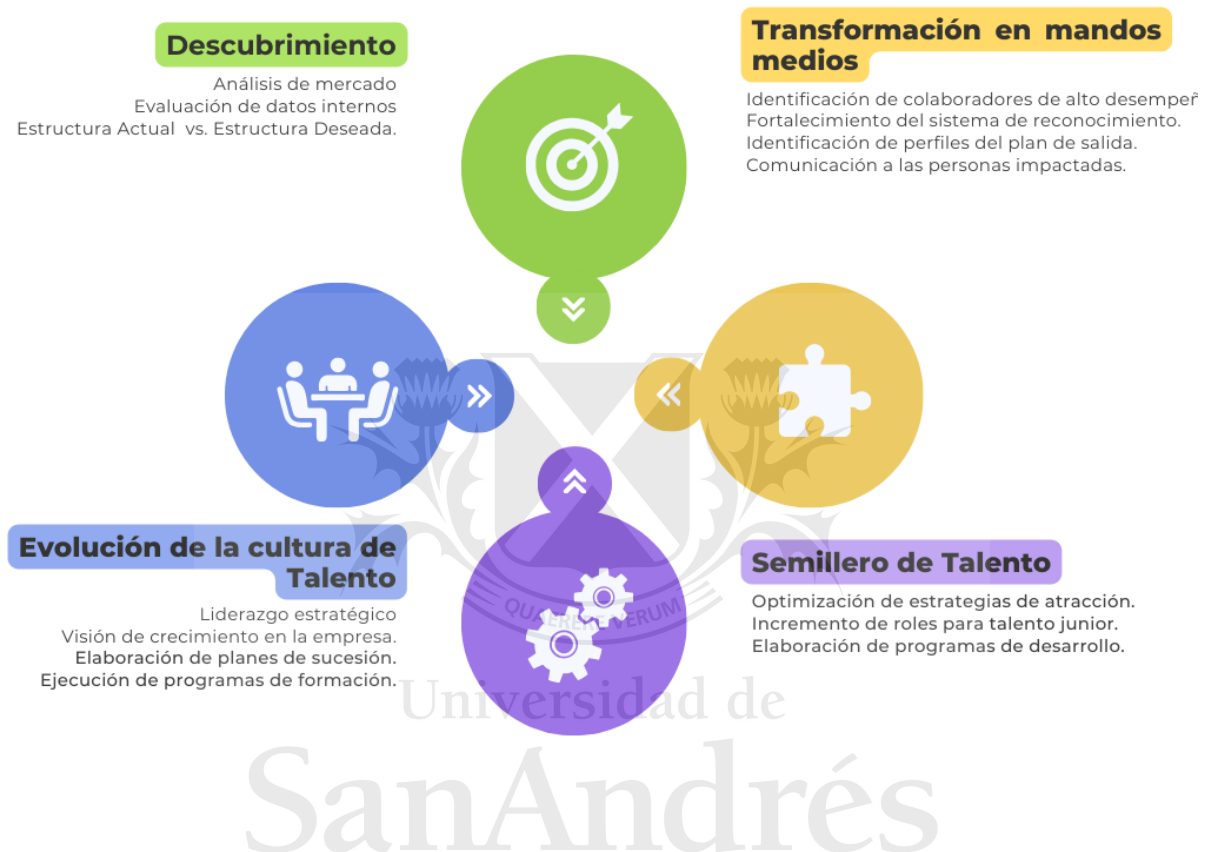 Descubrimiento
Análisis de mercado
Evaluación de datos internos
Estructura Actual vs. Estructura Deseada.
Transformación en mandos
medios
Identificación de colaboradores de alto desempeñ
Fortalecimiento del sistema de reconocimiento.
Identificación de perfiles del plan de salida.
Comunicación a las personas impactadas.
Evolución de la cultura de
Talento
Liderazgo estratégico
Visión de crecimiento en la empresa.
Elaboración de planes de sucesión.
Ejecución de programas de formación.
Semillero de Talento
Optimización de estrategias de atracción.
Incremento de roles para talento junior.
Elaboración de programas de desarrollo.
QUAERERE VERUM
Universidad de
SanAndrés